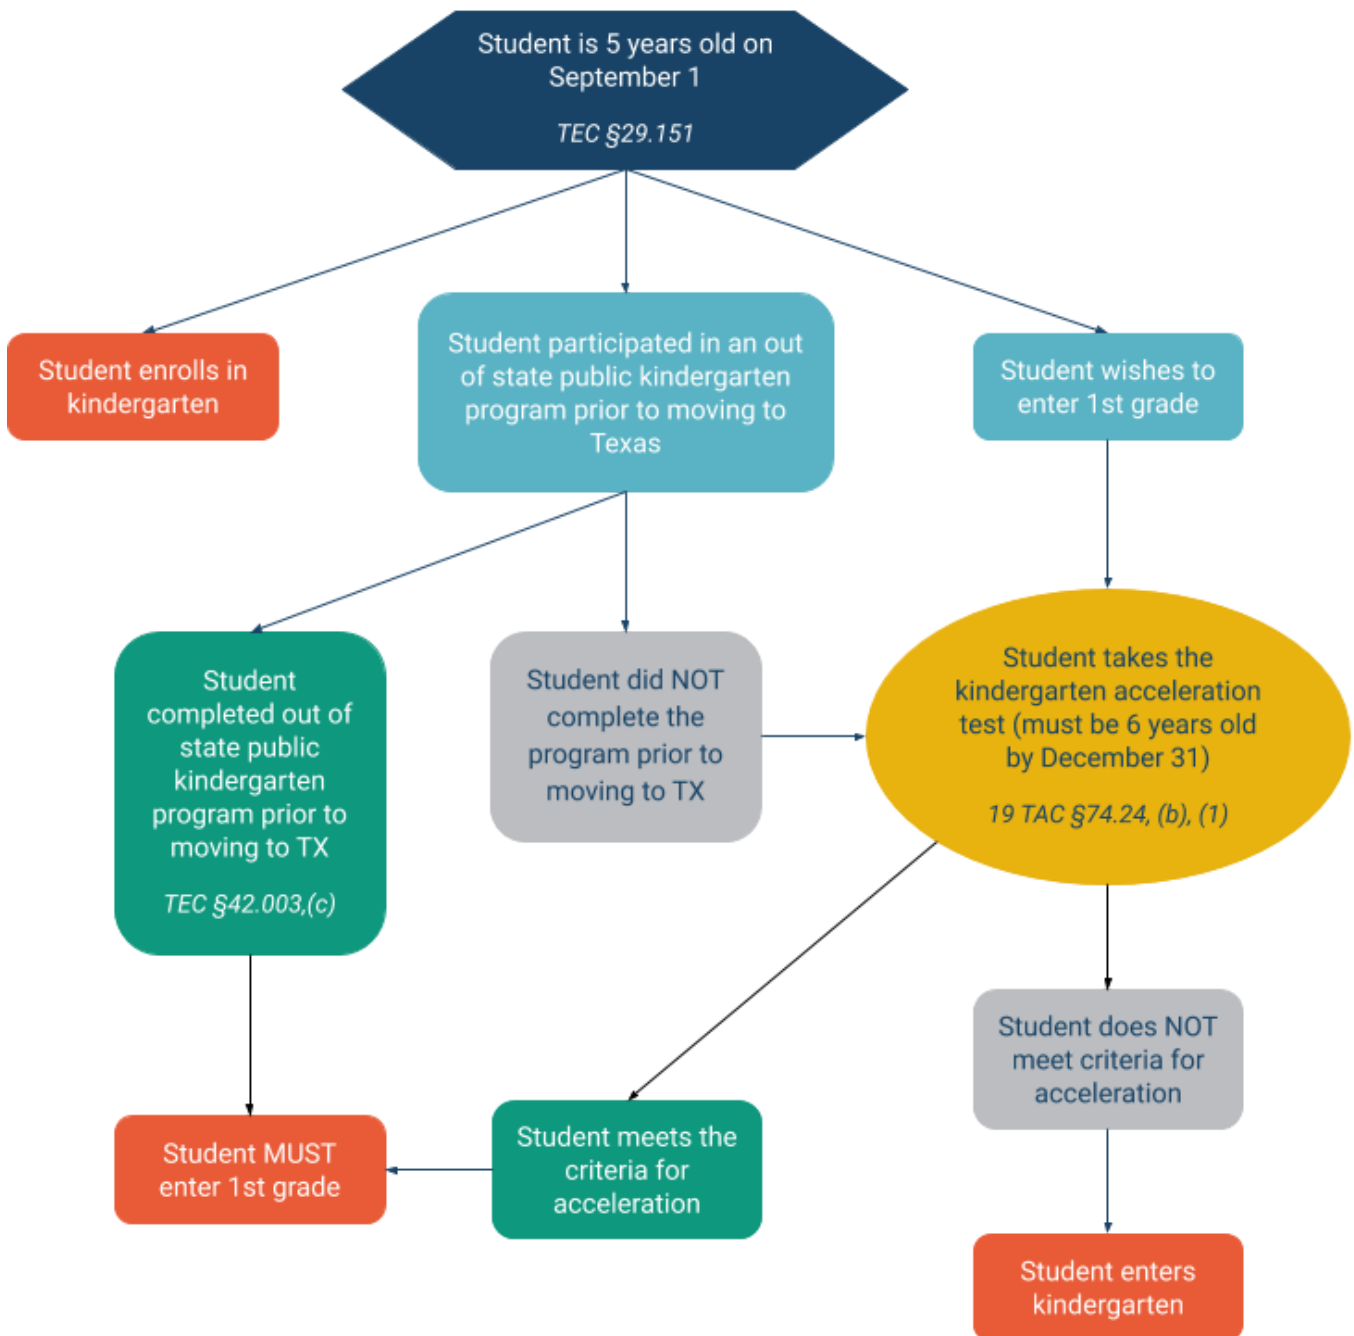 Student is 5 years old on
September 1
TEC §29.151
Student enrolls in
kindergarten
Student participated in an out
of state public kindergarten
program prior to moving to
Texas
Student wishes to
enter 1st grade
Student
completed out of
state public
kindergarten
program prior to
moving to TX
TEC §42.003,(c)
Student did NOT
complete the
program prior to
moving to TX
Student takes the
kindergarten acceleration
test (must be 6 years old
by December 31)
19 TAC §74.24, (b), (1)
Student does NOT
meet criteria for
acceleration
Student MUST
enter 1st grade
Student meets the
criteria for
acceleration
Student enters
kindergarten